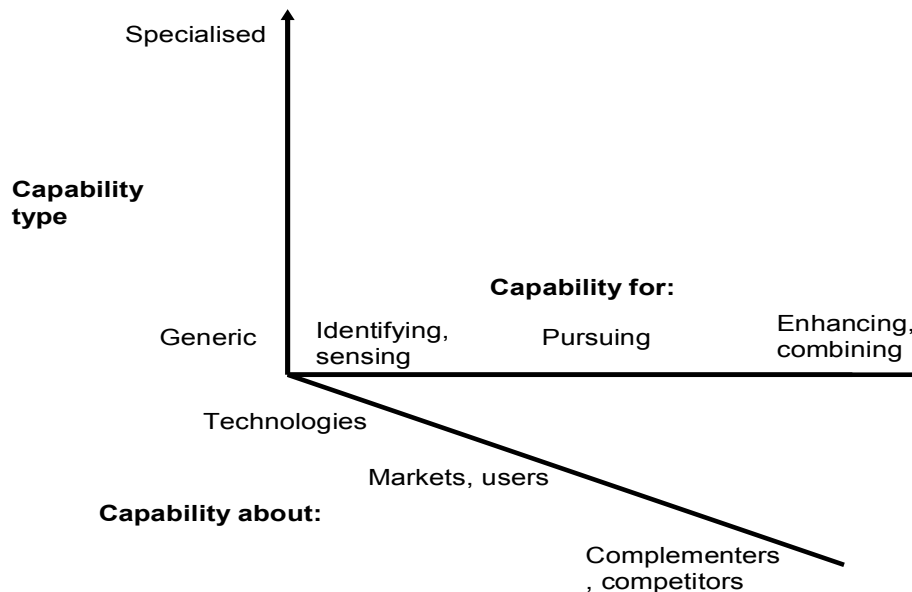 Specialised
Capability
type
Capability for:
Generic
Identifying,
sensing
Pursuing
Enhancing,
combining
Technologies
Markets, users
Capability about:
Complementers
, competitors